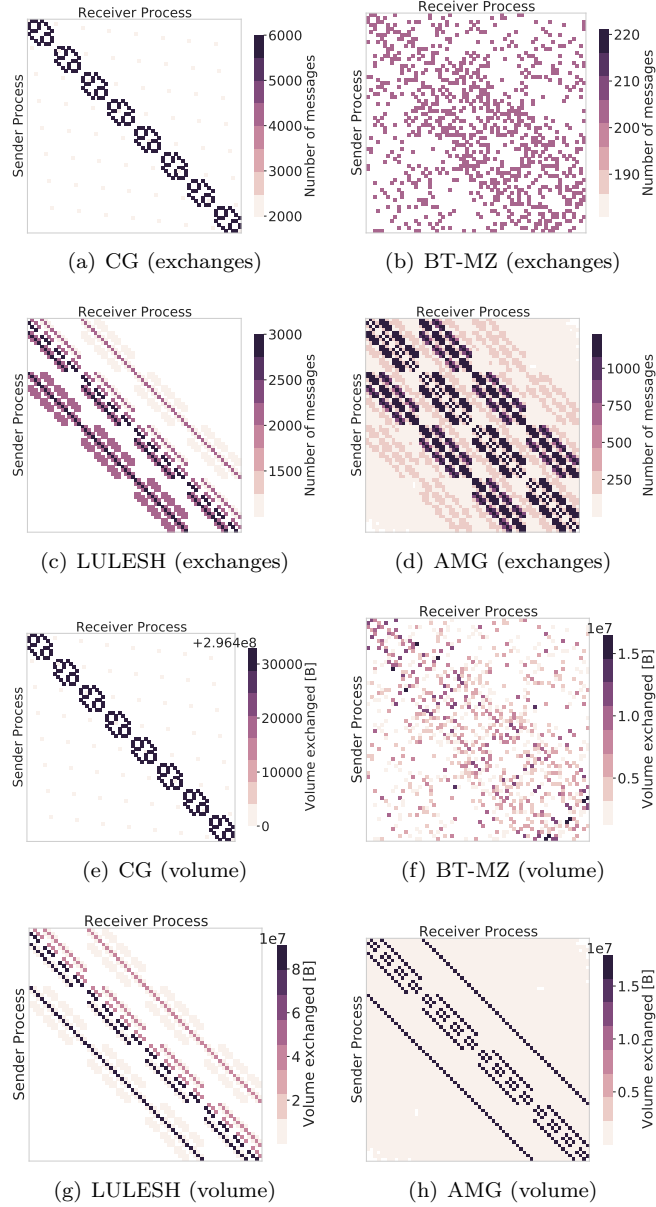 Receiver Process
Sender Process
6000
5000
4000
3000
2000
Number of messages
(a) CG (exchanges)
Receiver Process
Sender Process
220
210
200
190
Number of messages
(b) BT-MZ (exchanges)
Receiver Process
Sender Process
3000
2500
2000
1500
Number of messages
(c) LULESH (exchanges)
Receiver Process
Sender Process
1000
750
500
250
Number of messages
(d) AMG (exchanges)
Receiver Process
+2.964e8
Sender Process
30000
20000
10000
0
Volume exchanged [B]
(e) CG (volume)
Receiver Process
1e7
Sender Process
1.5
1.0
0.5
Volume exchanged [B]
(f) BT-MZ (volume)
Receiver Process
1e7
Sender Process
8
6
4
2
Volume exchanged [B]
(g) LULESH (volume)
Receiver Process
1e7
Sender Process
1.5
1.0
0.5
Volume exchanged [B]
(h) AMG (volume)